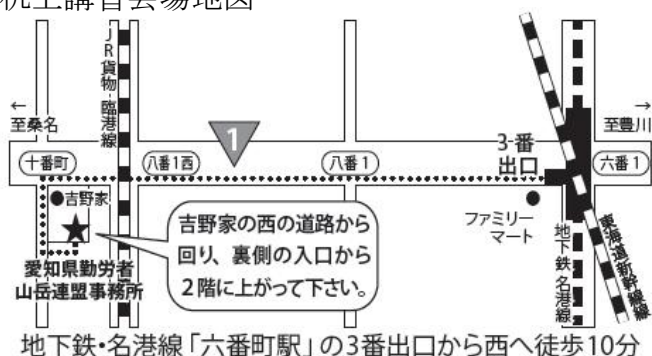 机上講習会場地図
JR貨物・臨港線
←
至桑名
→
至豊川
1
3番
出口
十番町
八番1西
八番1
六番1
吉野家
ファミリー
マート
地下鉄名港線
東海道新幹線
吉野家の西の道路から
回り、裏側の入口から
2階に上がって下さい。
愛知県勤労者
山岳連盟事務所
地下鉄・名港線「六番町駅」の3番出口から西へ徒歩10分